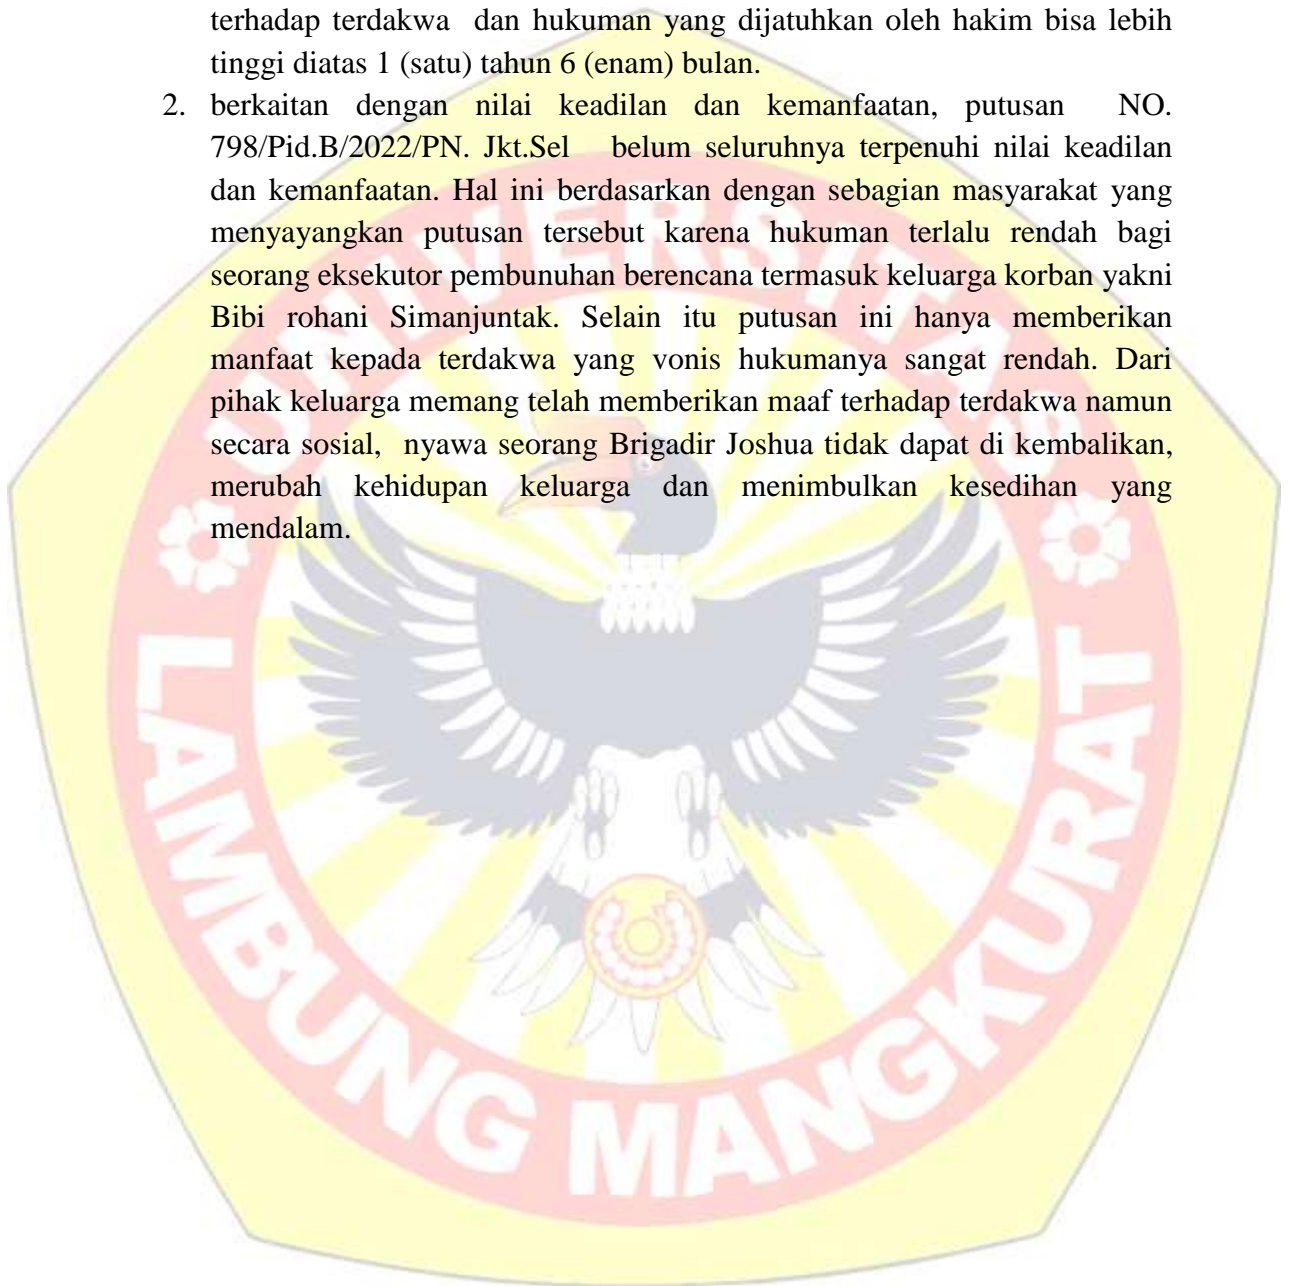 terhadap terdakwa dan hukuman yang dijatuhkan oleh hakim bisa lebih
tinggi diatas 1 (satu) tahun 6 (enam) bulan.
2. berkaitan dengan nilai keadilan dan kemanfaatan, putusan NO.
798/Pid.B/2022/PN. Jkt.Sel belum seluruhnya terpenuhi nilai keadilan
dan kemanfaatan. Hal ini berdasarkan dengan sebagian masyarakat yang
menyayangkan putusan tersebut karena hukuman terlalu rendah bagi
seorang eksekutor pembunuhan berencana termasuk keluarga korban yakni
Bibi rohani Simanjuntak. Selain itu putusan ini hanya memberikan
manfaat kepada terdakwa yang vonis hukumanya sangat rendah. Dari
pihak keluarga memang telah memberikan maaf terhadap terdakwa namun
secara sosial, nyawa seorang Brigadir Joshua tidak dapat di kembalikan,
merubah kehidupan keluarga dan menimbulkan kesedihan yang
mendalam.
UNIVERSITAS
LAMBUNG MANGKURAT